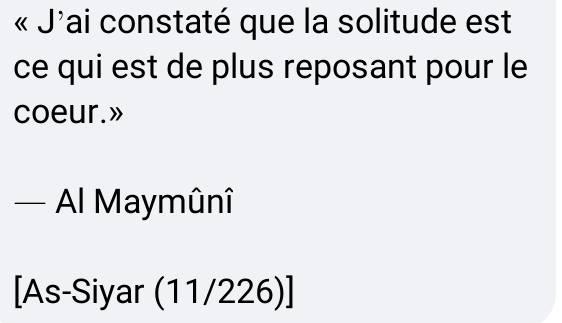 « J’ai constaté que la solitude est
ce qui est de plus reposant pour le
coeur.»
— Al Maymûnî
[As-Siyar (11/226)]